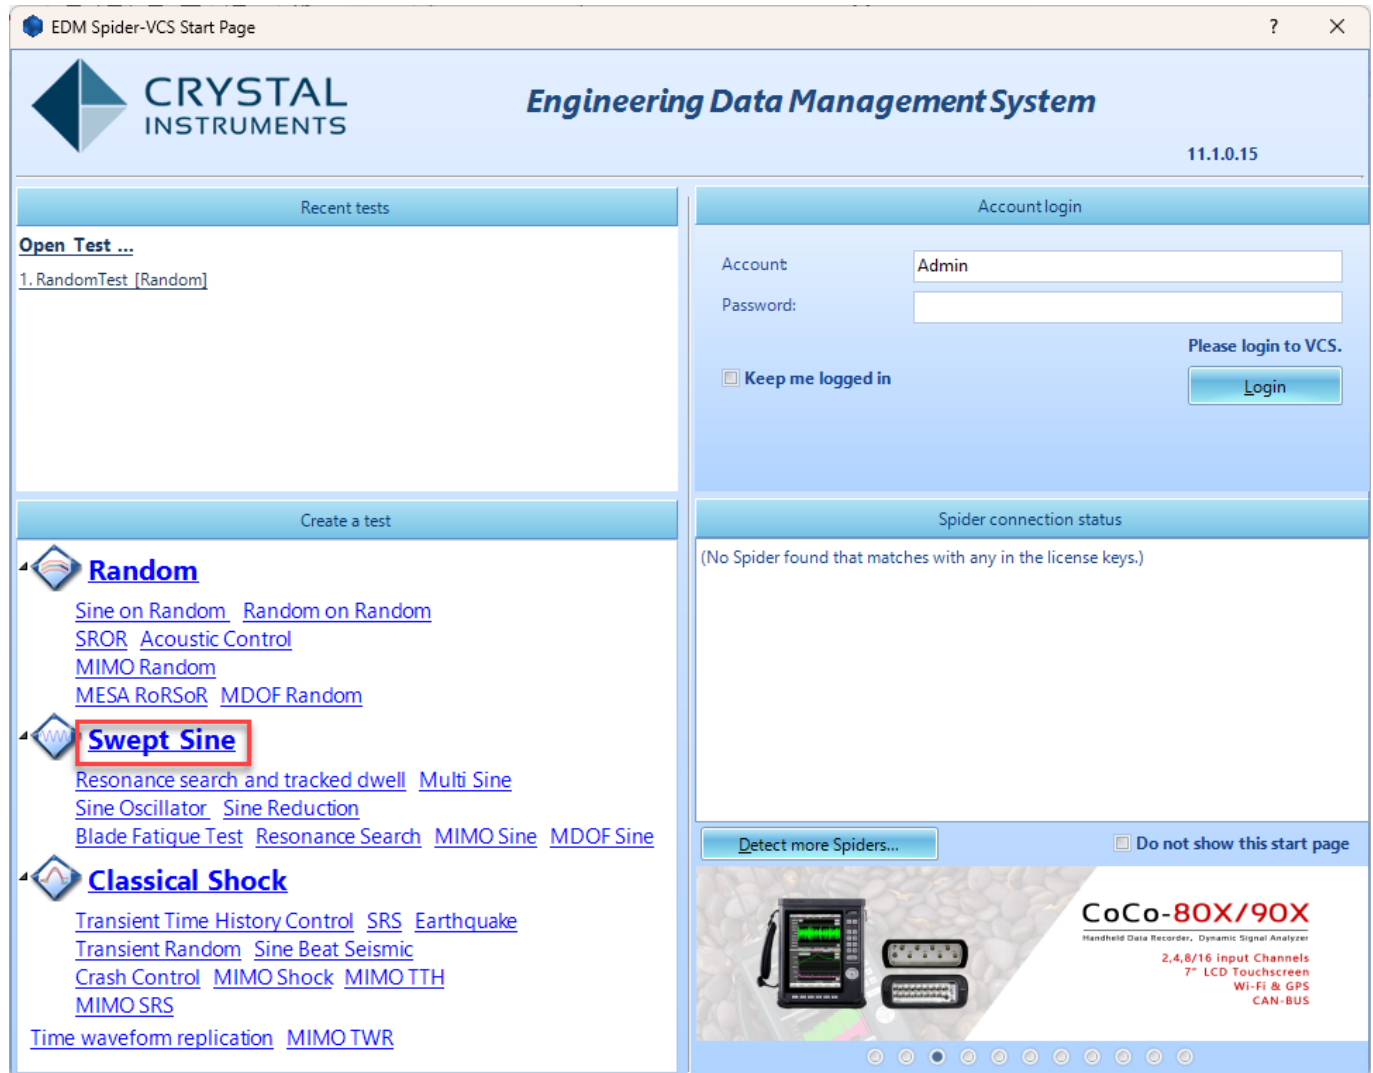 EDM Spider-VCS Start Page
?
CRYSTAL
INSTRUMENTS
Engineering Data Management System
11.1.0.15
Recent tests
Open Test ...
1. RandomTest [Random]
Account login
Account:
Admin
Password:
Please login to VCS.
Keep me logged in
Login
Create a test
Random
Sine on Random Random on Random
SROR Acoustic Control
MIMO Random
MESA RoRSoR MDOF Random
Swept Sine
Resonance search and tracked dwell Multi Sine
Sine Oscillator Sine Reduction
Blade Fatigue Test Resonance Search MIMO Sine MDOF Sine
Classical Shock
Transient Time History Control SRS Earthquake
Transient Random Sine Beat Seismic
Crash Control MIMO Shock MIMO TTH
MIMO SRS
Time waveform replication MIMO TWR
Spider connection status
(No Spider found that matches with any in the license keys.)
Detect more Spiders...
Do not show this start page
CoCo-80X/90X
Handheld Data Recorder, Dynamic Signal Analyzer
2,4,8/16 input Channels
7" LCD Touchscreen
Wi-Fi & GPS
CAN-BUS